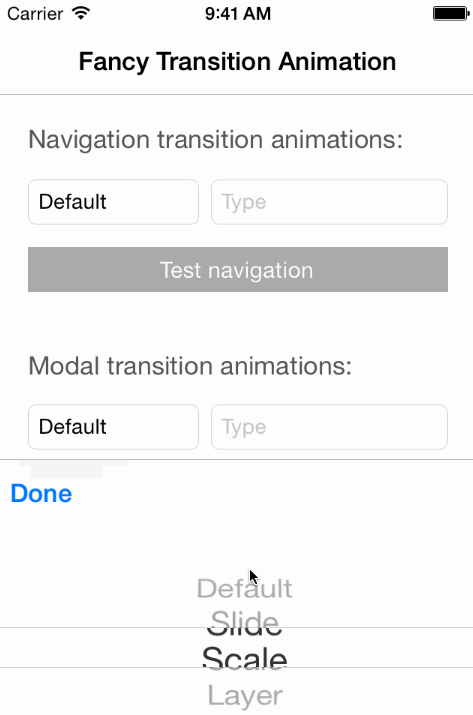 Carrier 9:41 AM
Fancy Transition Animation
Navigation transition animations:
Default Type
Test navigation
Modal transition animations:
Default Type
Done
Default
Slide
Scale
Layer